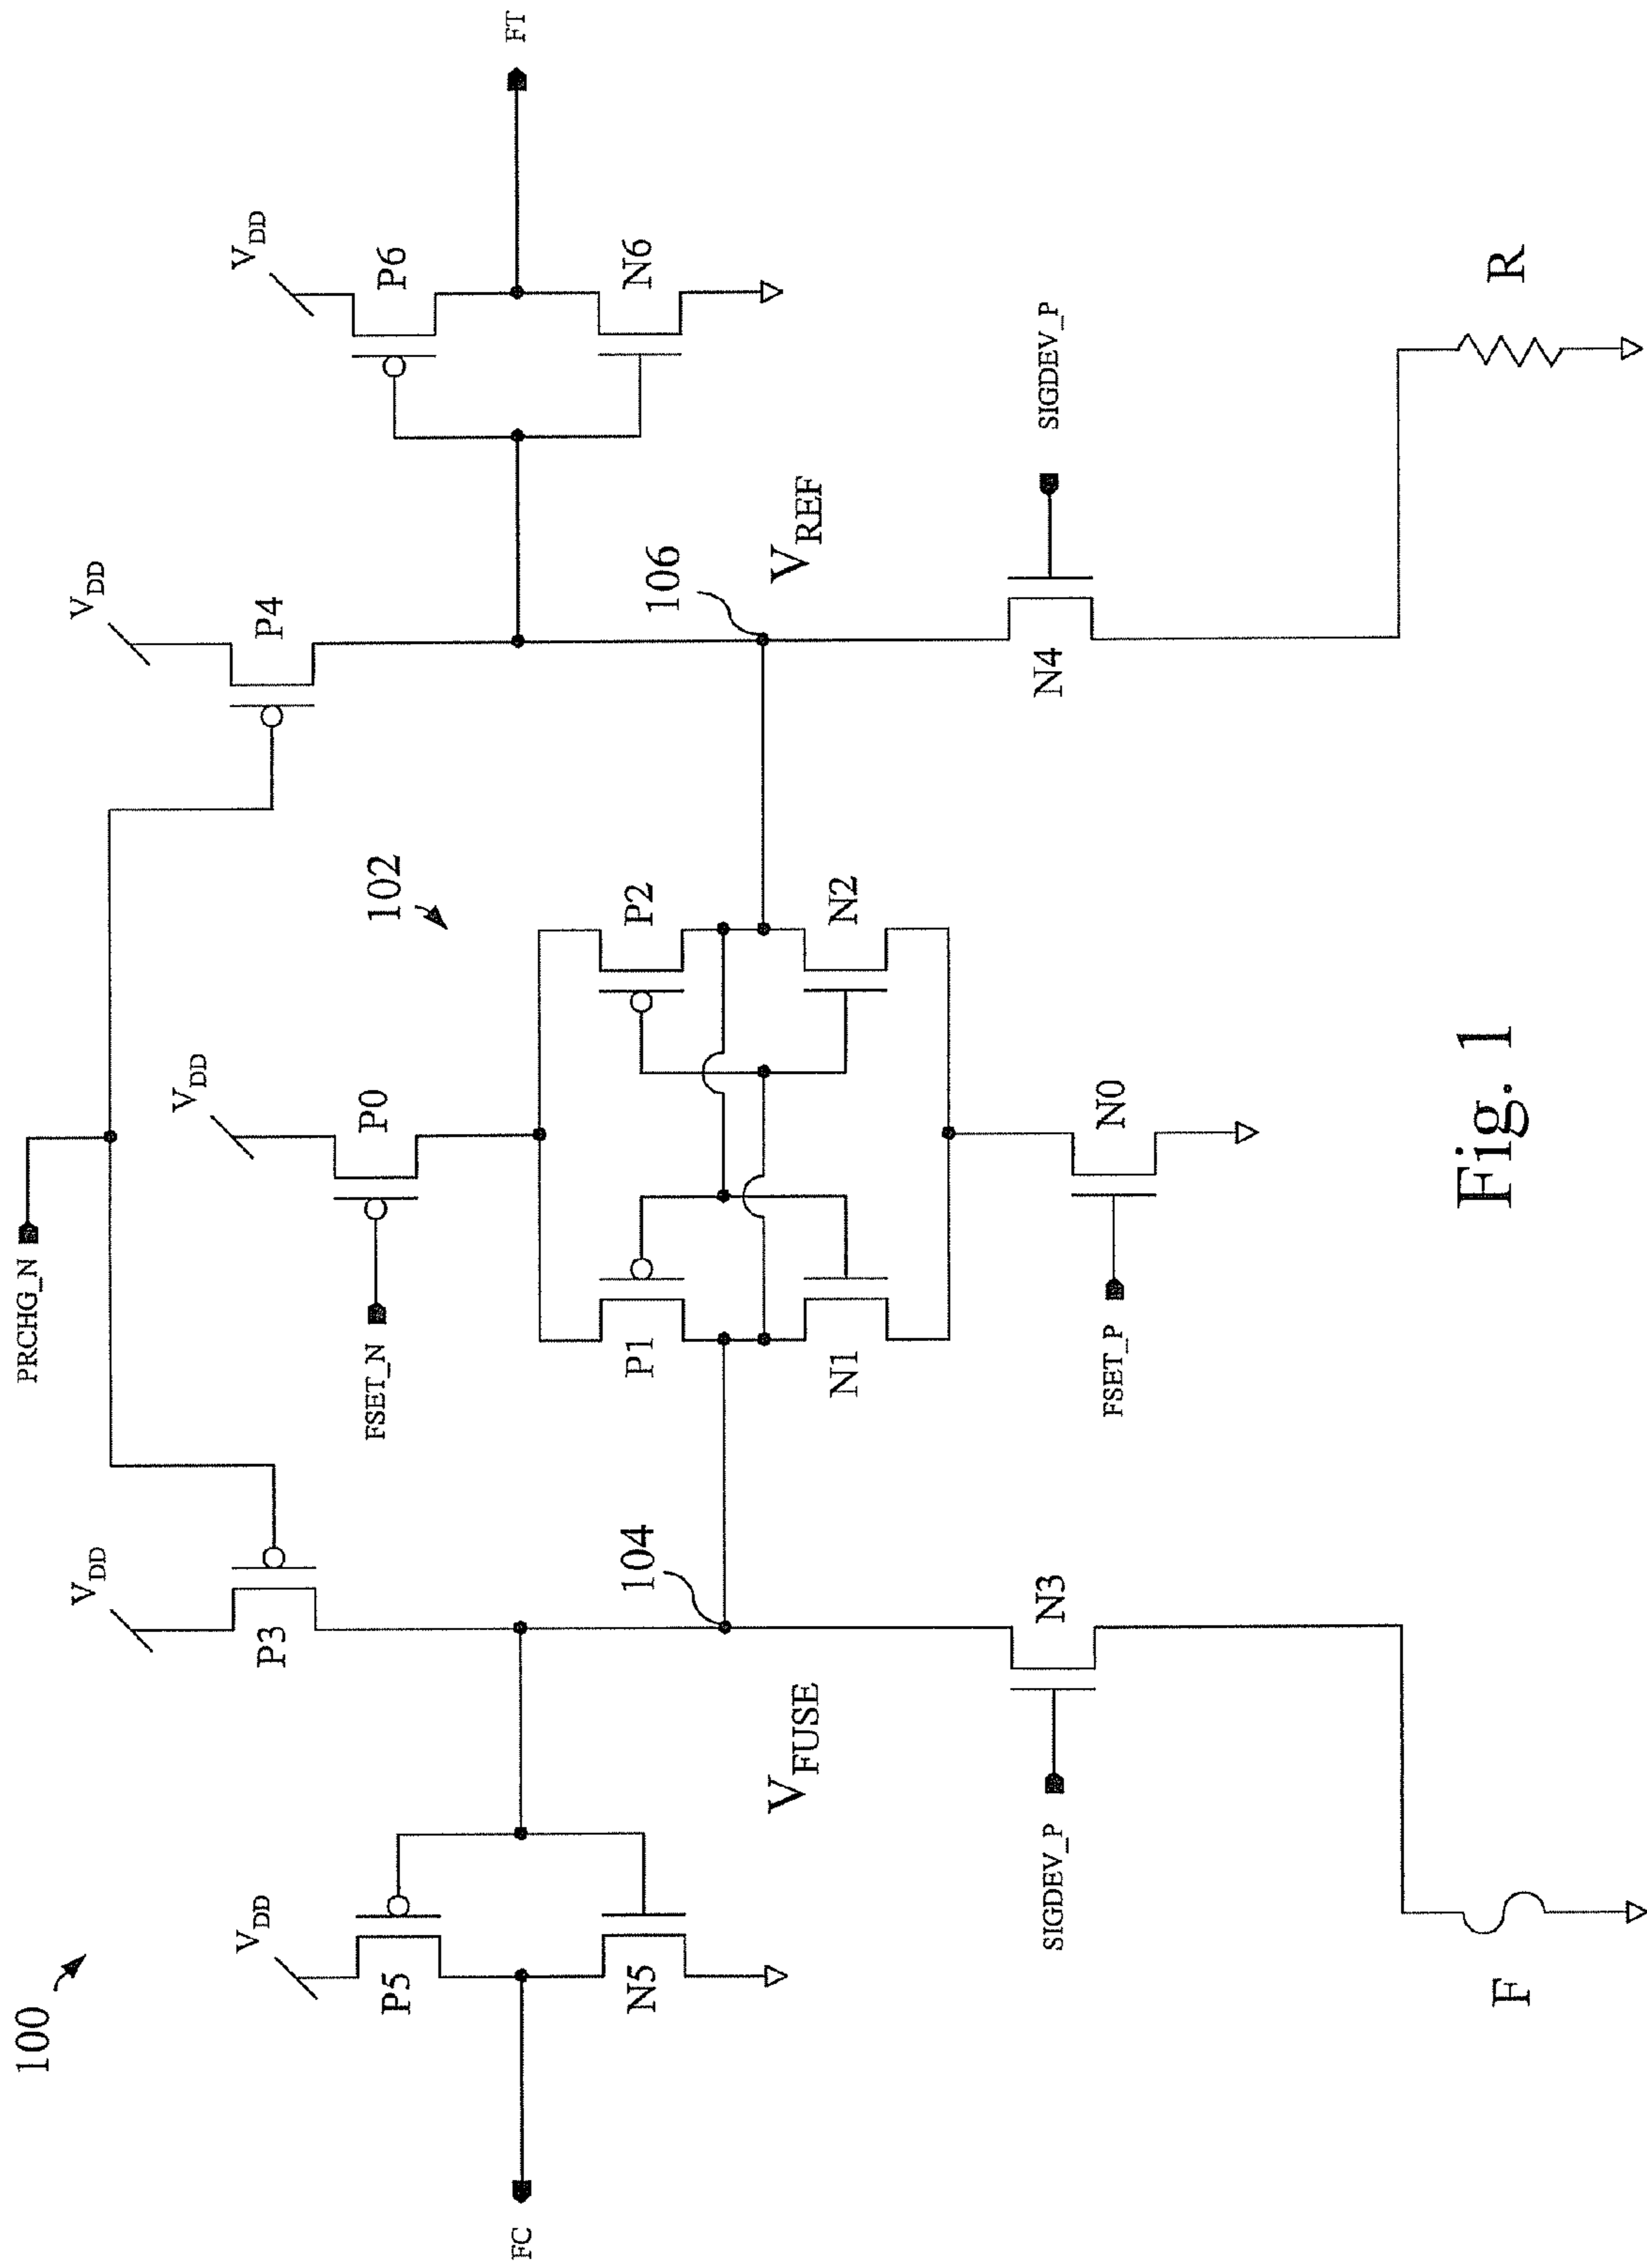 100
PRCHG_N
V_DD
P3
V_DD
P4
V_DD
P5
N5
FC
V_DD
P0
FSET_N
102
V_DD
P6
N6
FT
P1
P2
N1
N2
104
106
V_FUSE
V_REF
N3
SIGDEV_P
FSET_P
N0
N4
SIGDEV_P
F
R
Fig. 1